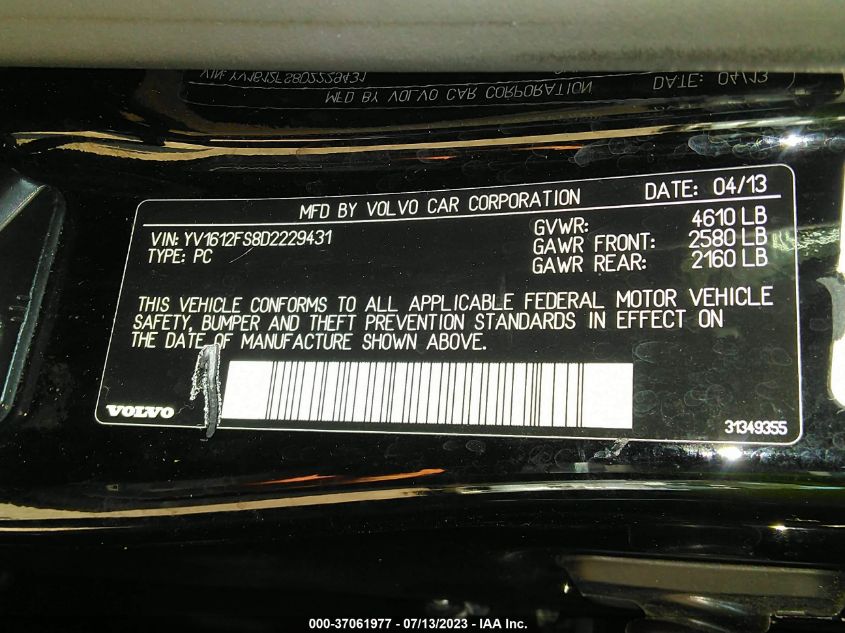 MFD BY VOLVO CAR CORPORATION DATE: 04/13
VIN: YV1612FS8D2229431
TYPE: PC
GVWR: 4610 LB
GAWR FRONT: 2580 LB
GAWR REAR: 2160 LB
THIS VEHICLE CONFORMS TO ALL APPLICABLE FEDERAL MOTOR VEHICLE
SAFETY, BUMPER AND THEFT PREVENTION STANDARDS IN EFFECT ON
THE DATE OF MANUFACTURE SHOWN ABOVE.
VOLVO
31349355
000-37061977 - 07/13/2023 - IAA Inc.